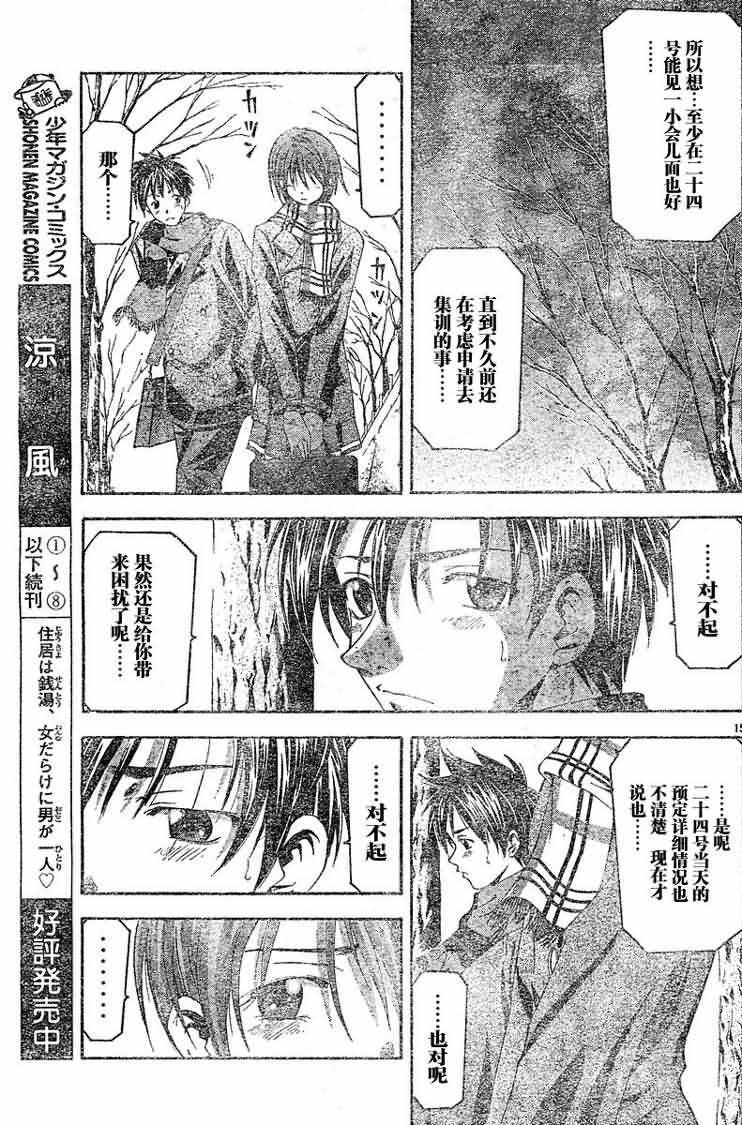 所以想…至少在二十四
号能见一小会儿面也好
……
直到不久前还
在考虑申请去
集训的事
……
………
那个……
カァ
カァ
对不起
……
果然还是给你带
来困扰了呢……
……是呢
二十四号当天的
预定详细情况也
不清楚 现在才
说也……
……也对呢
……对不起
………
15
少年マガジン・コミックス
SHONEN MAGAZINE COMICS
涼風
①〜⑧
以下続刊
住居は銭湯、女だらけに男が一人♡
好評発売中